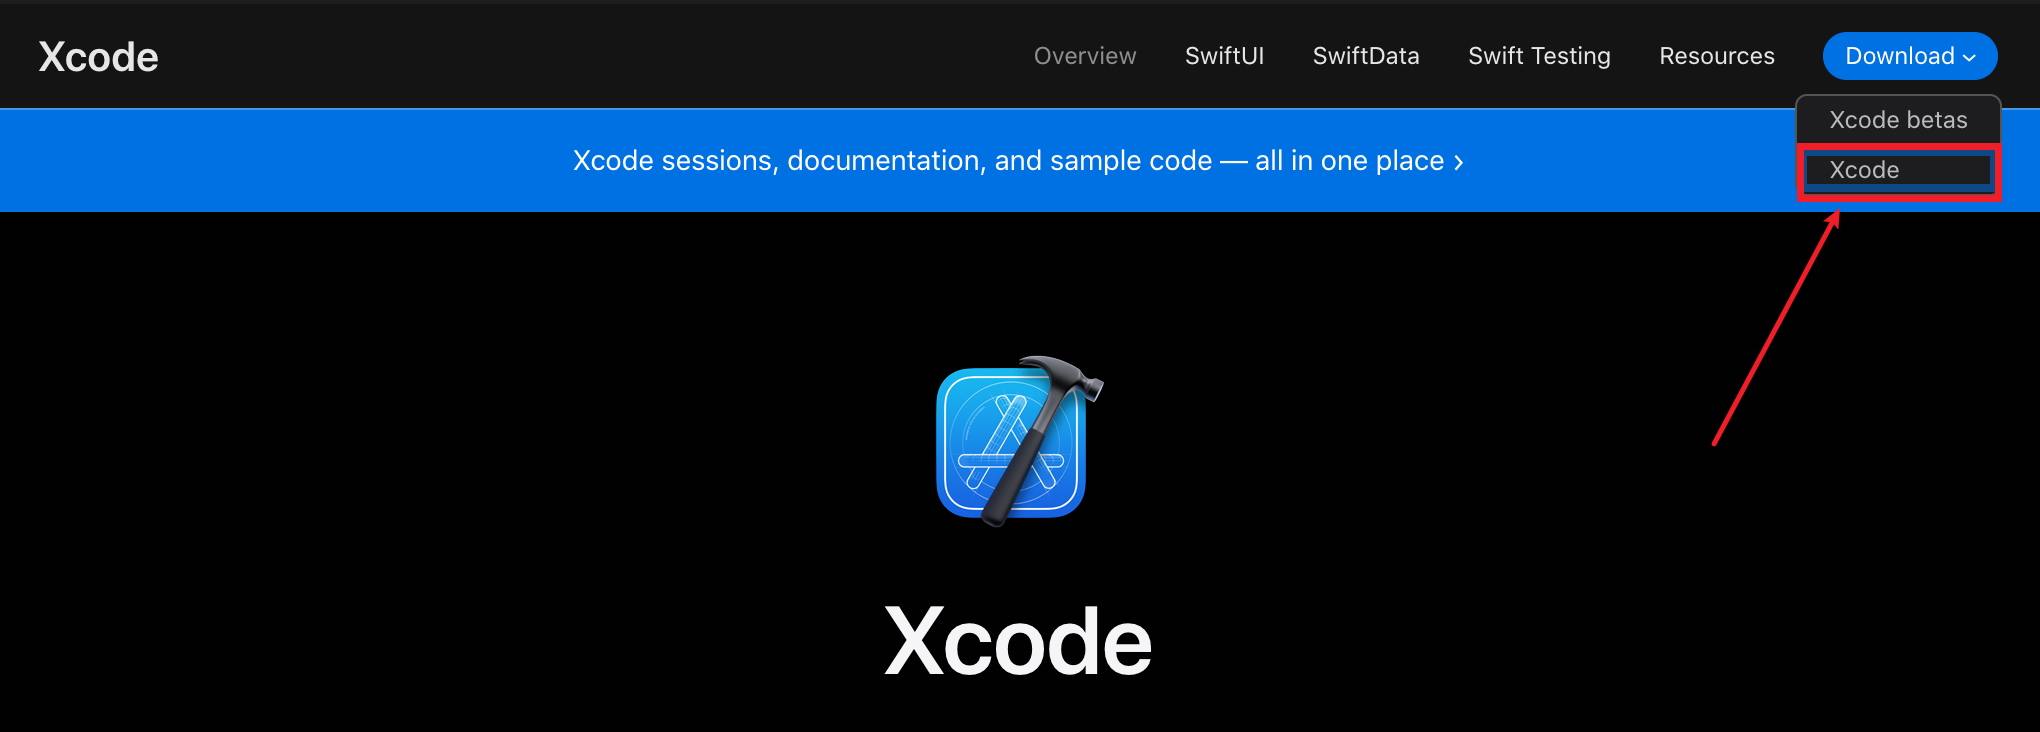 Xcode
Overview SwiftUI SwiftData Swift Testing Resources Download
Xcode betas
Xcode
Xcode sessions, documentation, and sample code — all in one place ›
Xcode